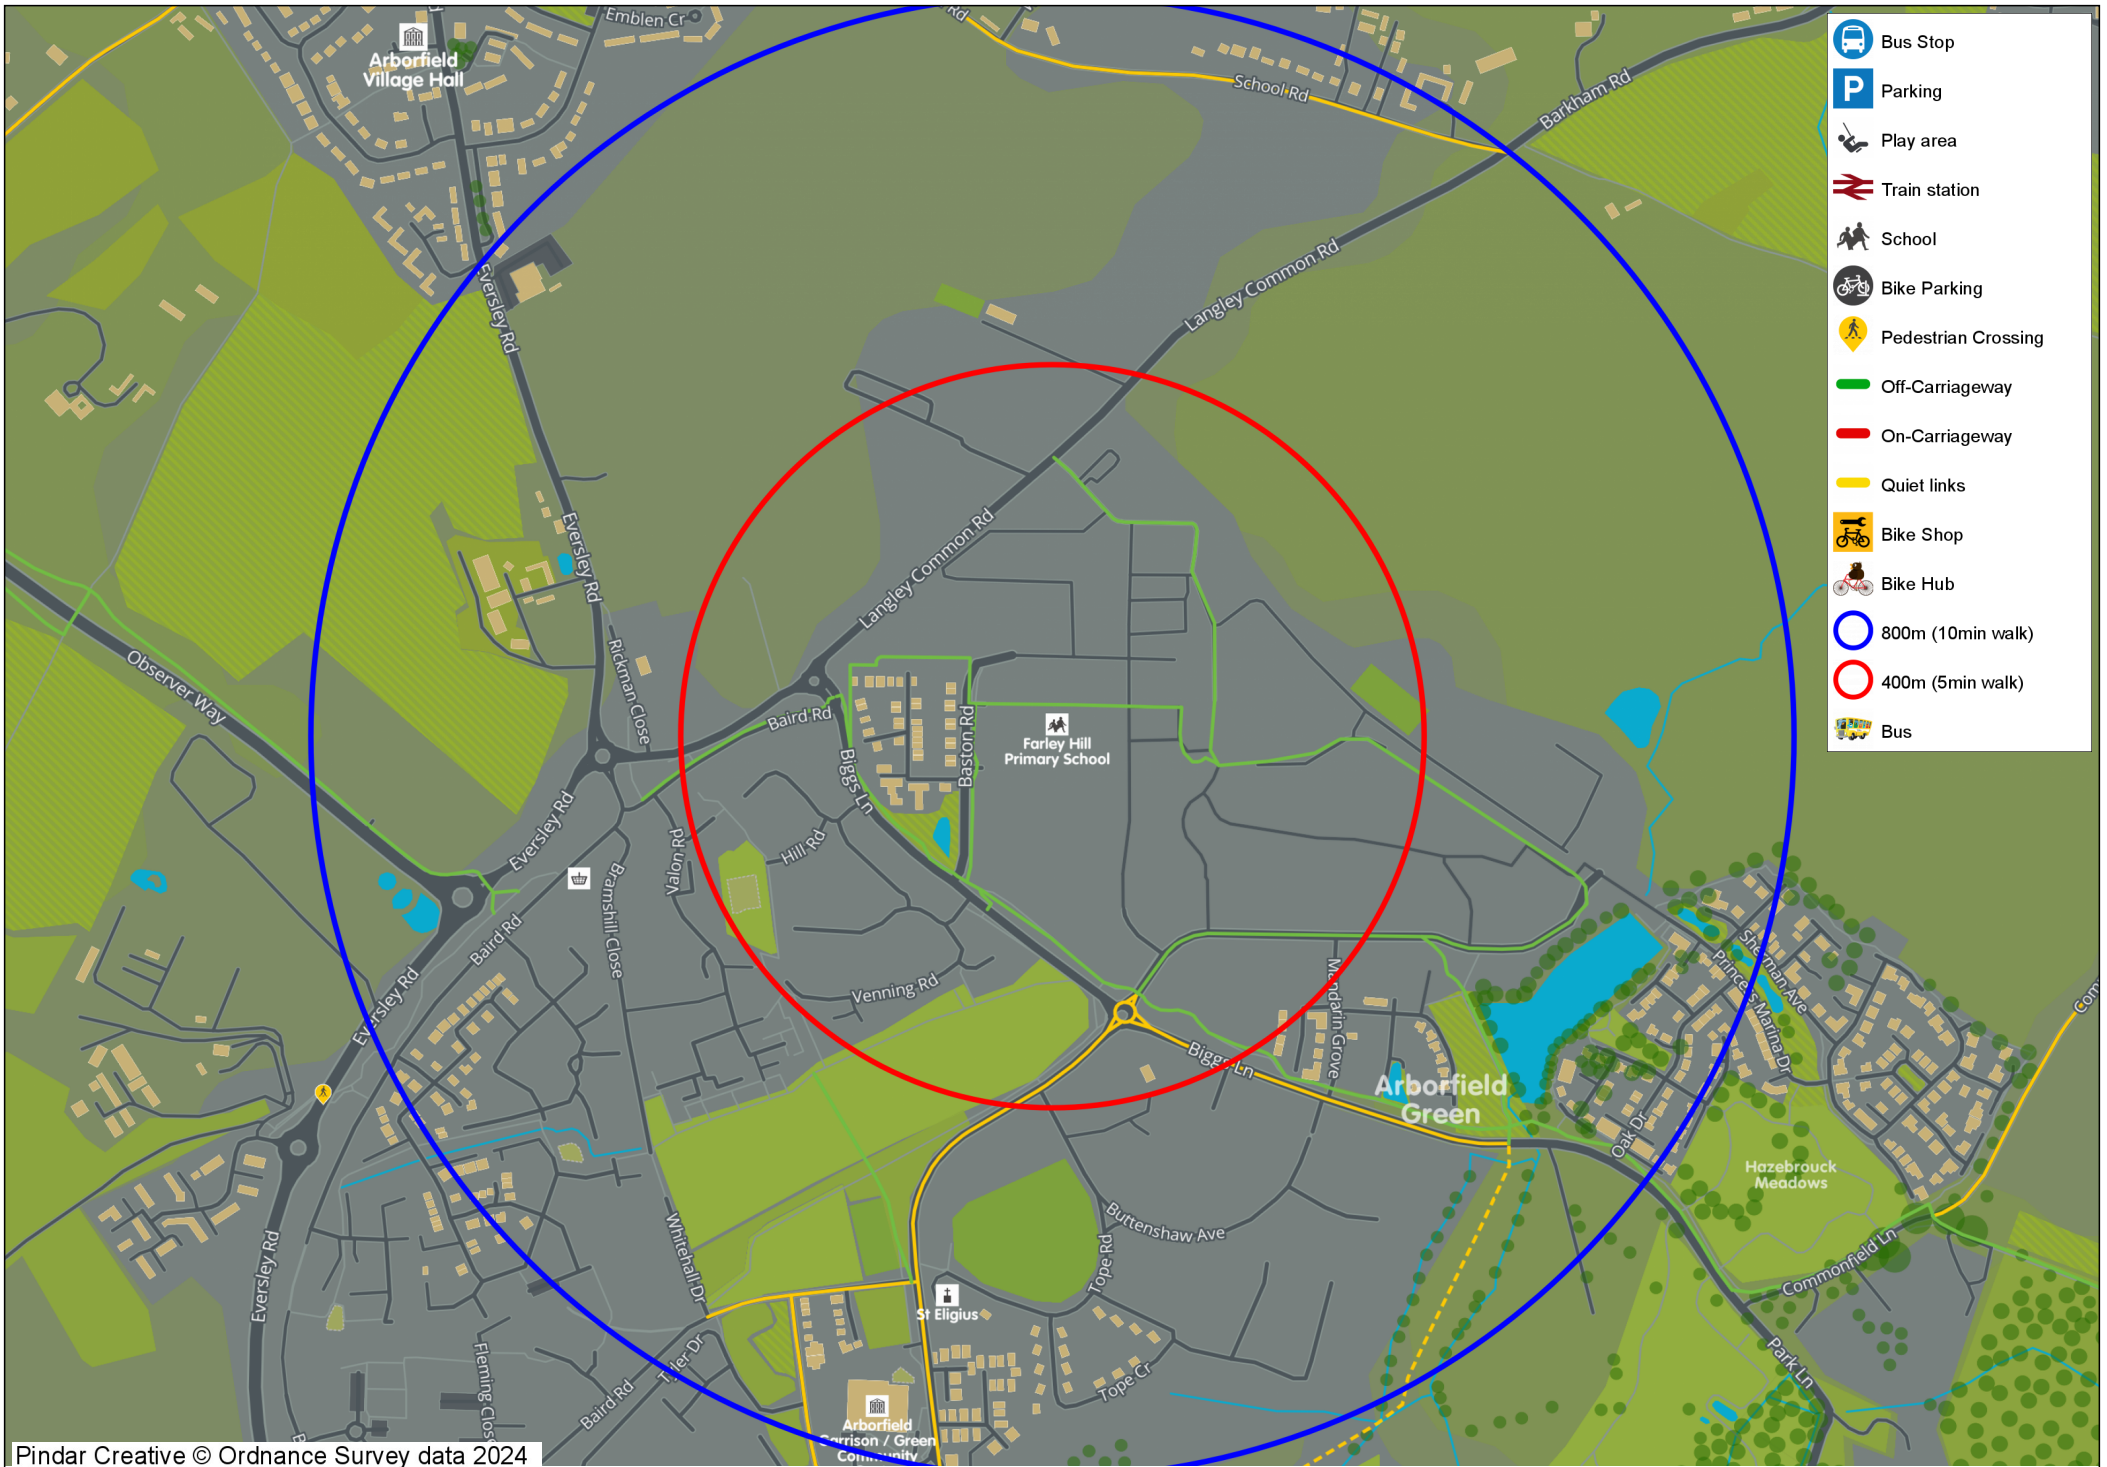 Emblen Cr
Rd
Arborfield
Village Hall
School Rd
Barkham Rd
Eversley Rd
Langley Common Rd
Eversley Rd
Langley Common Rd
Rickman Close
Observer Way
Baird Rd
Biggs Ln
Baston Rd
Farley Hill
Primary School
Eversley Rd
Valon Rd
Hill Rd
Bramshill Close
Baird Rd
Eversley Rd
Venning Rd
Mandarin Grove
Biggs Ln
Arborfield
Green
Sherman Ave
Princess Marina Dr
Com
Oak Dr
Hazebrouck
Meadows
Commonfield Ln
Park Ln
Eversley Rd
Whitehall Dr
Buttenshaw Ave
Tope Rd
Tope Cr
St Eligius
Tyler Dr
Baird Rd
Fleming Close
B
Arborfield
Garrison / Green
Community
Bus Stop
P
Parking
Play area
Train station
School
Bike Parking
Pedestrian Crossing
Off-Carriageway
On-Carriageway
Quiet links
Bike Shop
Bike Hub
800m (10min walk)
400m (5min walk)
Bus
Pindar Creative © Ordnance Survey data 2024